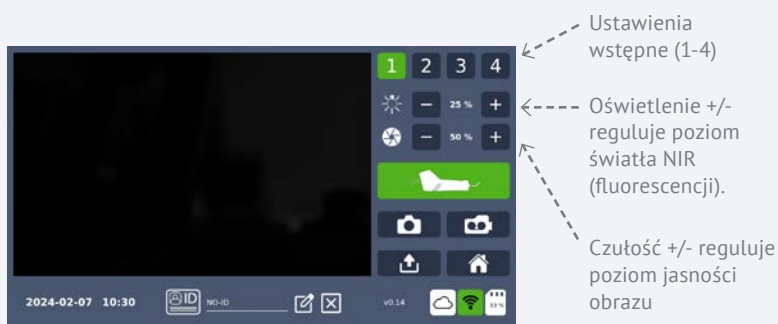 Ustawienia
wstępne (1-4)
1 2 3 4
25 %
50 %
Oświetlenie +/-
reguluje poziom
światła NIR
(fluorescencji).
Czułość +/- reguluje
poziom jasności
obrazu
2024-02-07 10:30 ID NO-ID v0.14